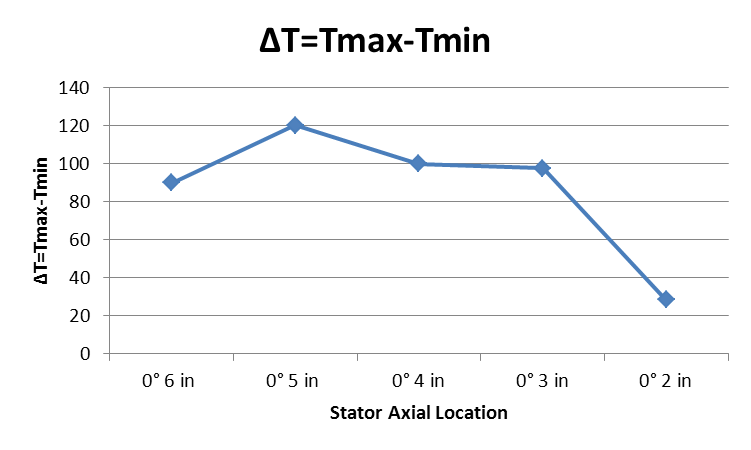 ΔT=Tmax-Tmin
140
120
100
80
60
40
20
0
ΔT=Tmax-Tmin
0° 6 in 0° 5 in 0° 4 in 0° 3 in 0° 2 in
Stator Axial Location